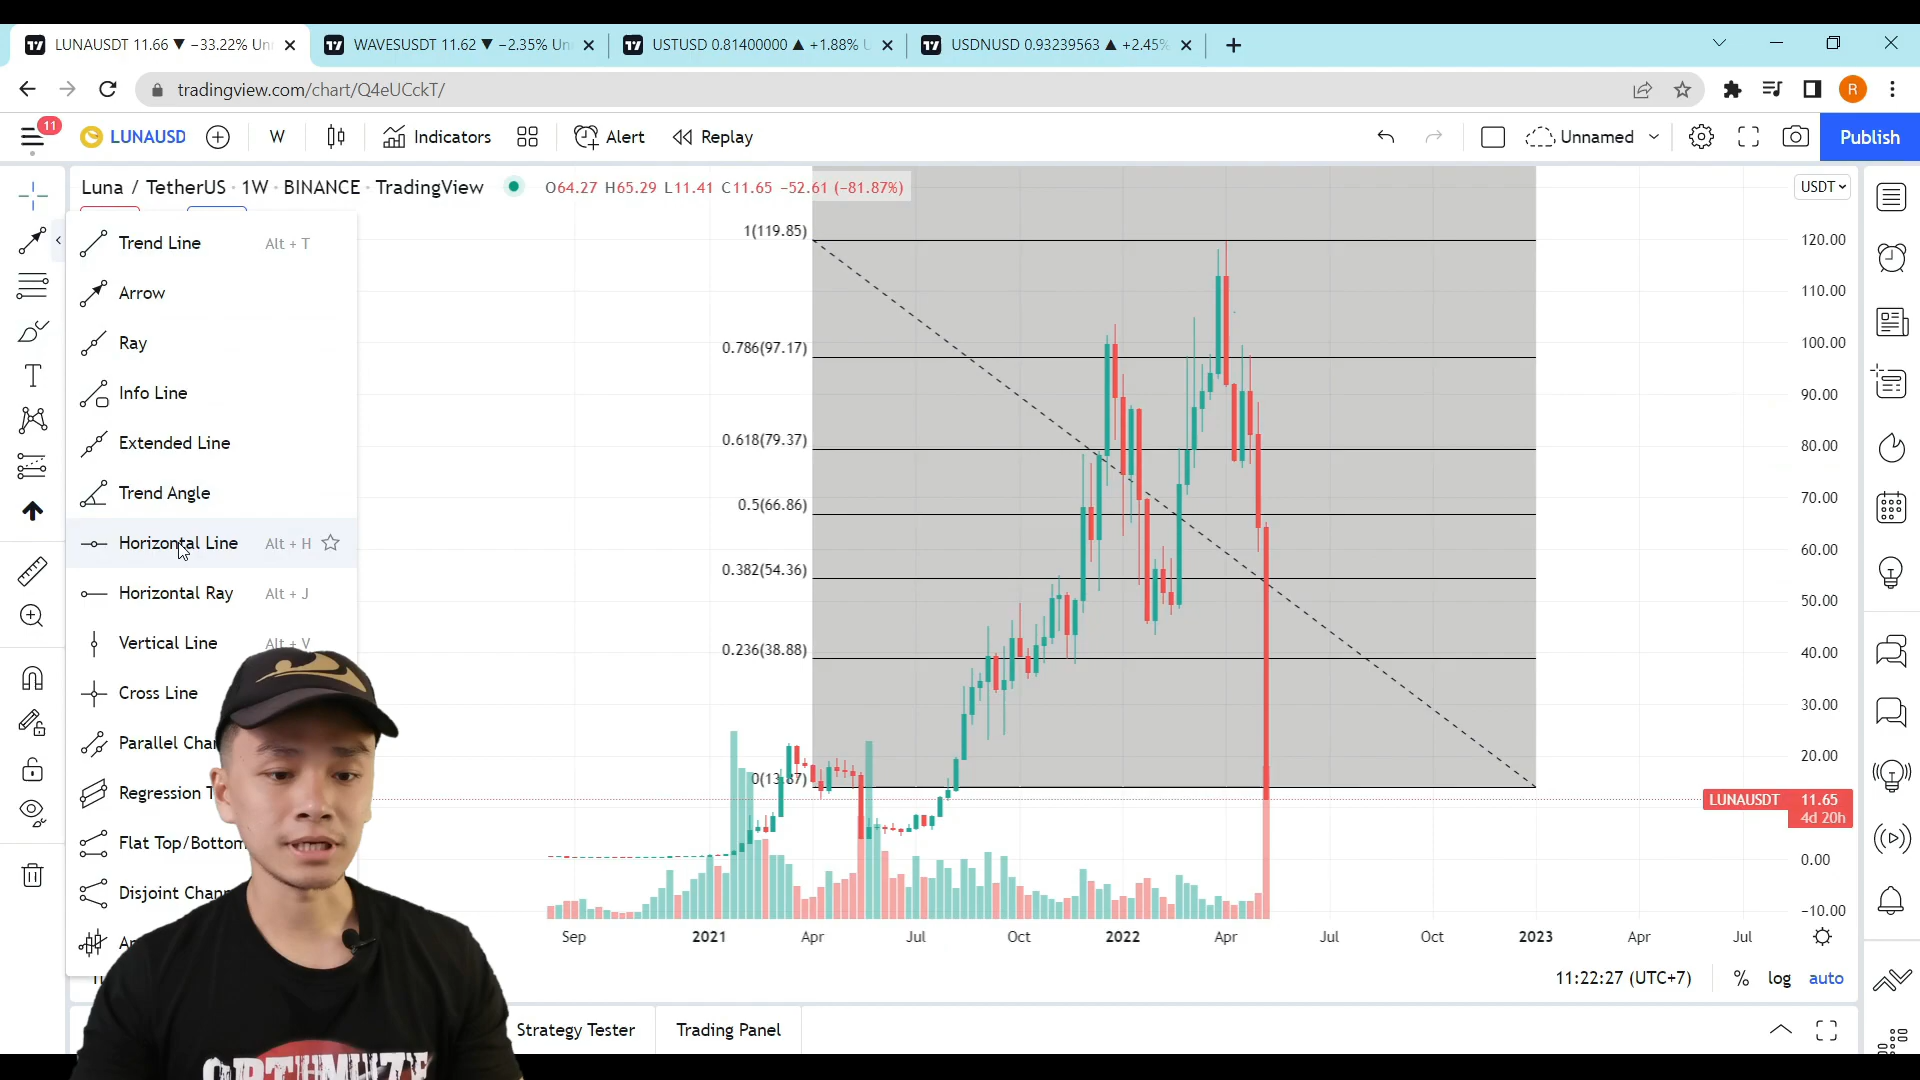 LUNAUSDT 11.66 ▼ −33.22% Un
WAVESUSDT 11.62 ▼ −2.35% Un
USTUSD 0.81400000 ▲ +1.88% U
USDNUSD 0.93239563 ▲ +2.45%
tradingview.com/chart/Q4eUCckT/
R
11
LUNAUSD
W
Indicators
Alert
Replay
Unnamed
Publish
Luna / TetherUS · 1W · BINANCE · TradingView
O64.27 H65.29 L11.41 C11.65 −52.61 (−81.87%)
USDT
Trend Line Alt + T
Arrow
Ray
Info Line
Extended Line
Trend Angle
Horizontal Line Alt + H
Horizontal Ray Alt + J
Vertical Line Alt + V
Cross Line
Parallel Chan
Regression T
Flat Top/Bottom
Disjoint Chann
1(119.85)
0.786(97.17)
0.618(79.37)
0.5(66.86)
0.382(54.36)
0.236(38.88)
0(13.87)
120.00
110.00
100.00
90.00
80.00
70.00
60.00
50.00
40.00
30.00
20.00
LUNAUSDT 11.65
4d 20h
0.00
−10.00
Sep 2021 Apr Jul Oct 2022 Apr Jul Oct 2023 Apr Jul
11:22:27 (UTC+7)
% log auto
Strategy Tester
Trading Panel